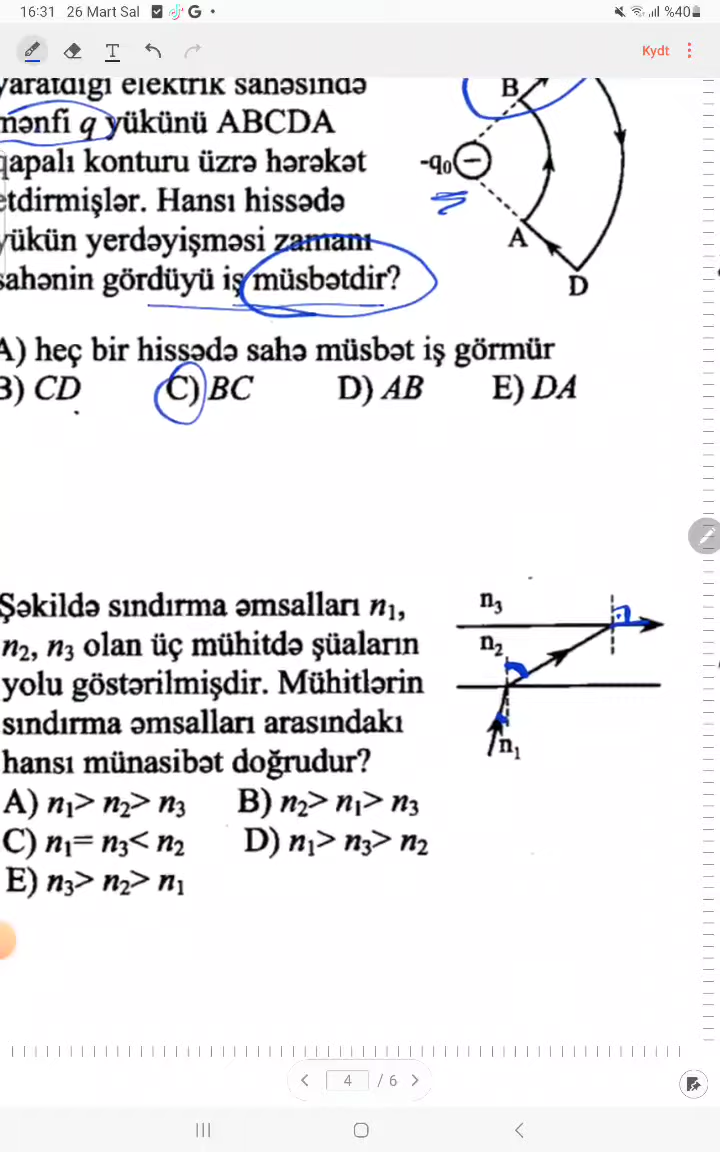 16:31 26 Mart Sal G %40
T Kydt
yaratdığı elektrik sahəsində
mənfi q yükünü ABCDA
qapalı konturu üzrə hərəkət
etdirmişlər. Hansı hissədə
yükün yerdəyişməsi zamanı
sahənin gördüyü iş müsbətdir?
B
-q₀
A
D
A) heç bir hissədə sahə müsbət iş görmür
B) CD C) BC D) AB E) DA
Şəkildə sındırma əmsalları n₁,
n₂, n₃ olan üç mühitdə şüaların
yolu göstərilmişdir. Mühitlərin
sındırma əmsalları arasındakı
hansı münasibət doğrudur?
n₃
n₂
n₁
A) n₁> n₂> n₃ B) n₂> n₁> n₃
C) n₁= n₃< n₂ D) n₁> n₃> n₂
E) n₃> n₂> n₁
4 / 6